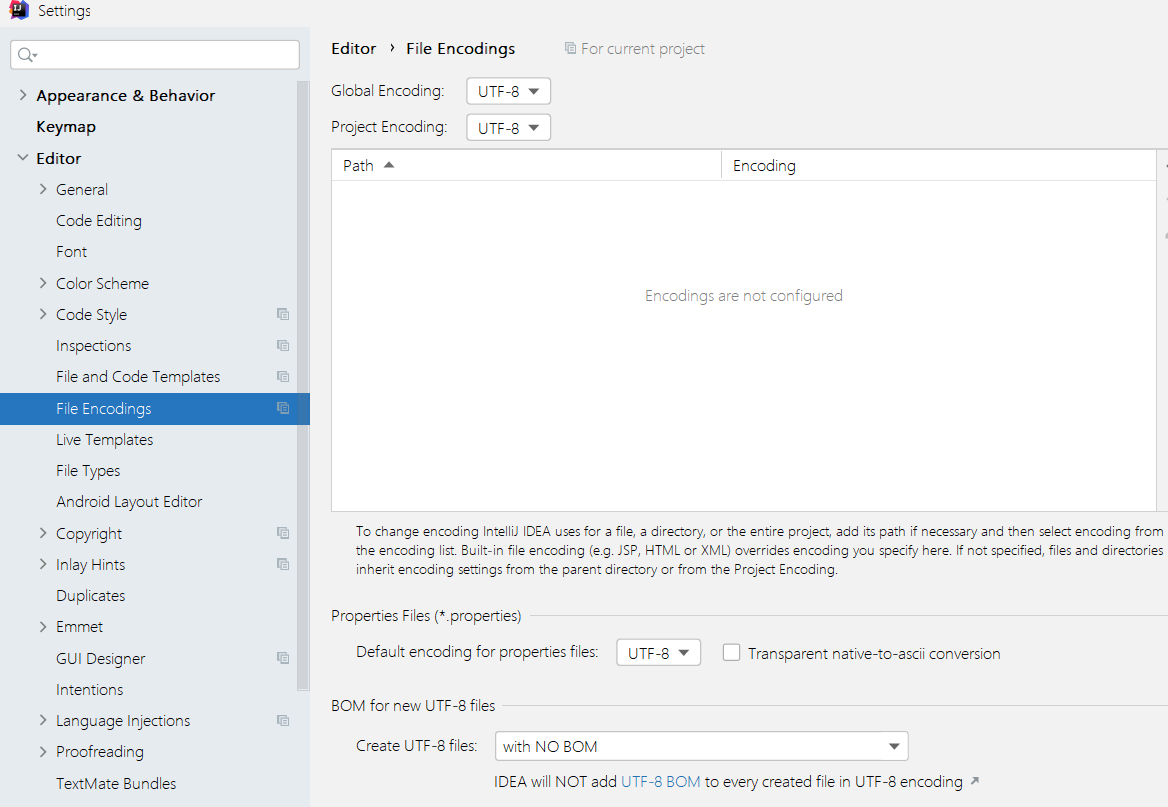 Settings
Appearance & Behavior
Keymap
Editor
General
Code Editing
Font
Color Scheme
Code Style
Inspections
File and Code Templates
File Encodings
Live Templates
File Types
Android Layout Editor
Copyright
Inlay Hints
Duplicates
Emmet
GUI Designer
Intentions
Language Injections
Proofreading
TextMate Bundles
Editor › File Encodings For current project
Global Encoding: UTF-8
Project Encoding: UTF-8
Path Encoding
Encodings are not configured
To change encoding IntelliJ IDEA uses for a file, a directory, or the entire project, add its path if necessary and then select encoding from
the encoding list. Built-in file encoding (e.g. JSP, HTML or XML) overrides encoding you specify here. If not specified, files and directories
inherit encoding settings from the parent directory or from the Project Encoding.
Properties Files (*.properties)
Default encoding for properties files: UTF-8 Transparent native-to-ascii conversion
BOM for new UTF-8 files
Create UTF-8 files: with NO BOM
IDEA will NOT add UTF-8 BOM to every created file in UTF-8 encoding